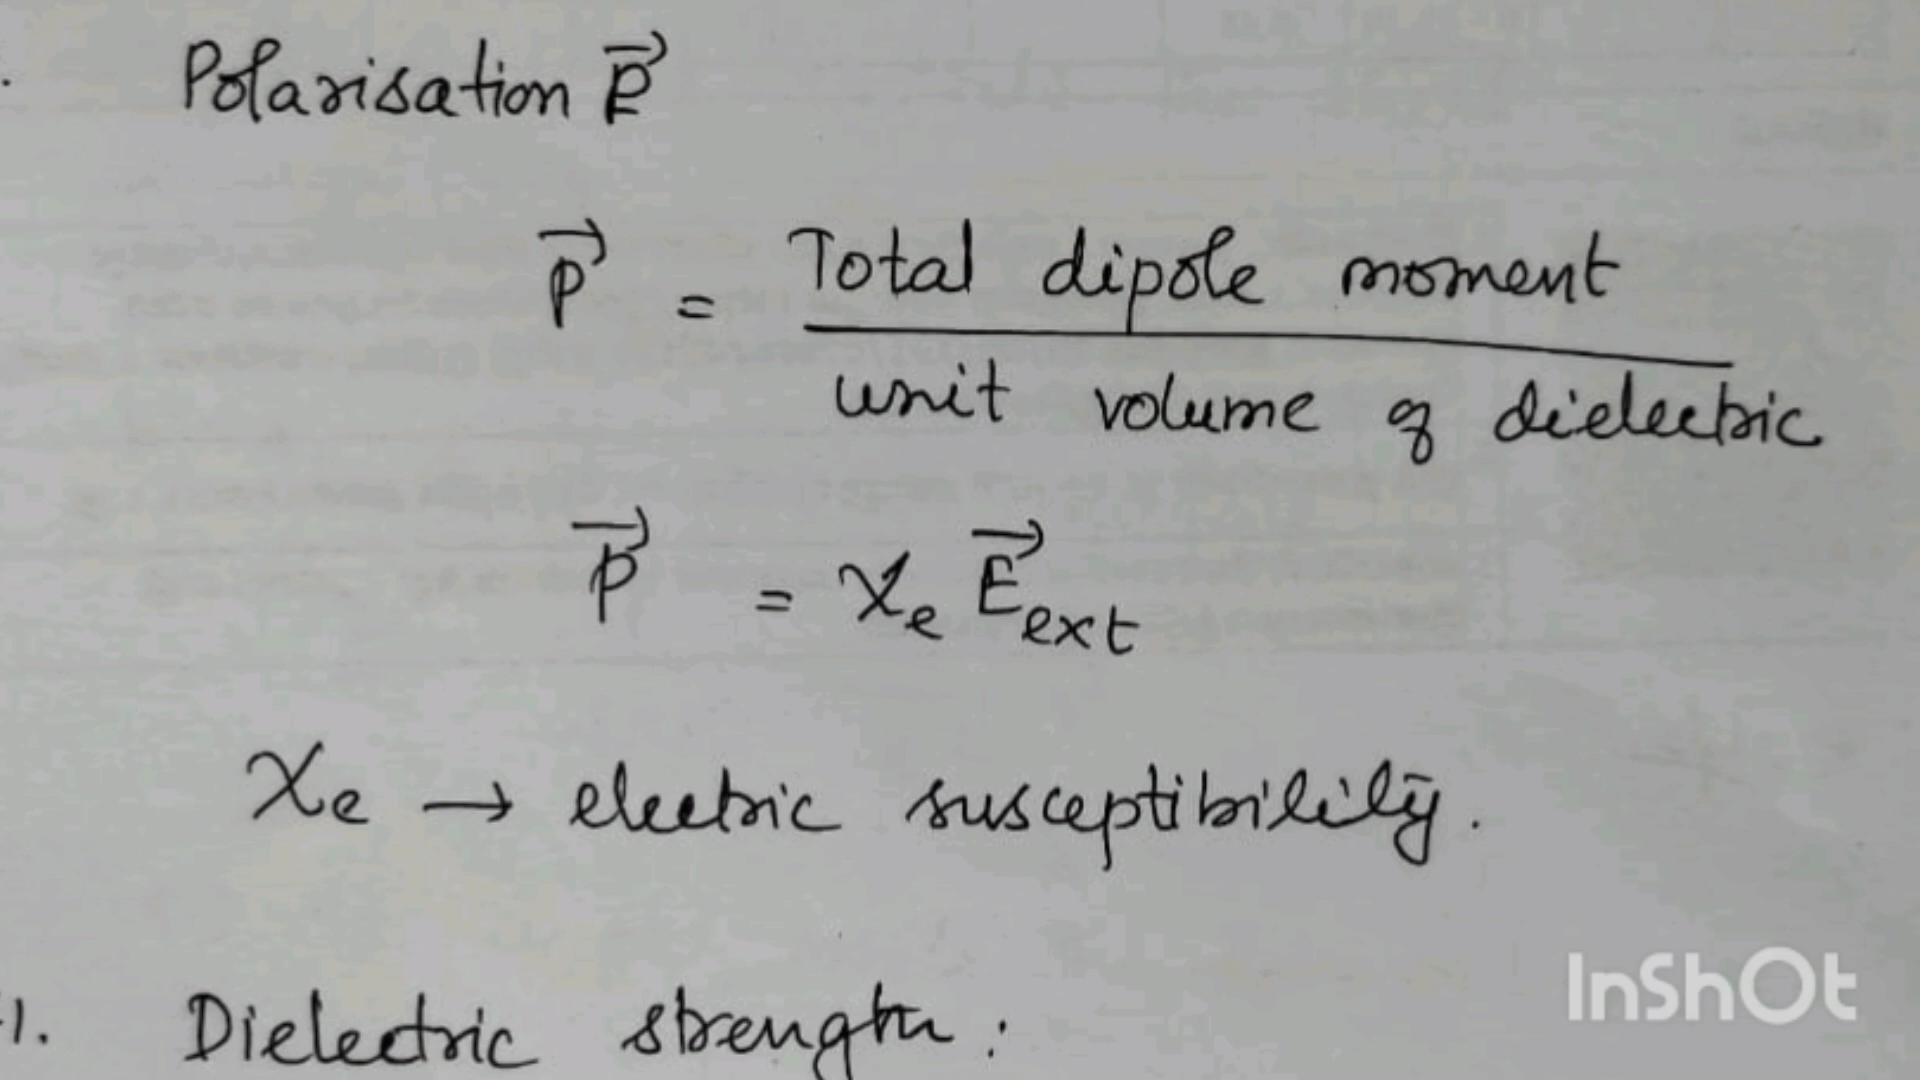 Polarisation P⃗
P⃗ = Total dipole moment
unit volume of dielectric
P⃗ = χe E⃗ext
χe → electric susceptibility.
1. Dielectric strength:
InShOt